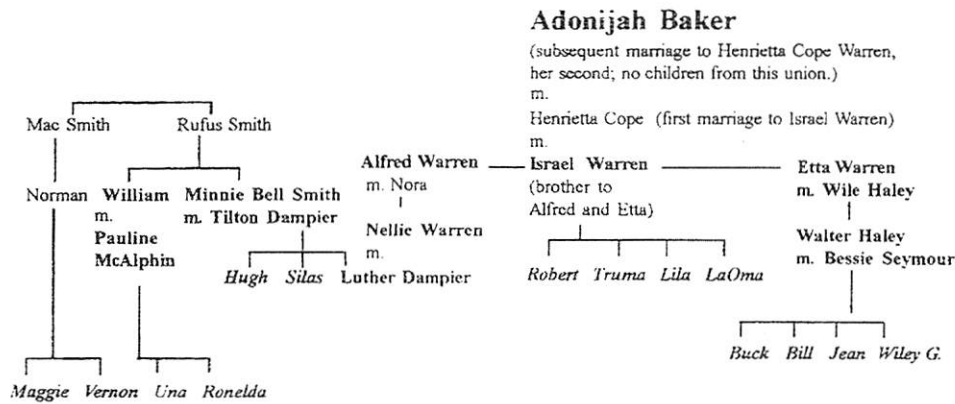 Adonijah Baker
(subsequent marriage to Henrietta Cope Warren,
her second; no children from this union.)
m.
Henrietta Cope (first marriage to Israel Warren)
m.
Mac Smith Rufus Smith
Alfred Warren Israel Warren Etta Warren
m. Nora (brother to m. Wile Haley
Alfred and Etta)
Norman William Minnie Bell Smith
m. m. Tilton Dampier
Pauline
McAlphin
Nellie Warren Walter Haley
m. m. Bessie Seymour
Hugh Silas Luther Dampier Robert Truma Lila LaOma
Buck Bill Jean Wiley G.
Maggie Vernon Una Ronelda